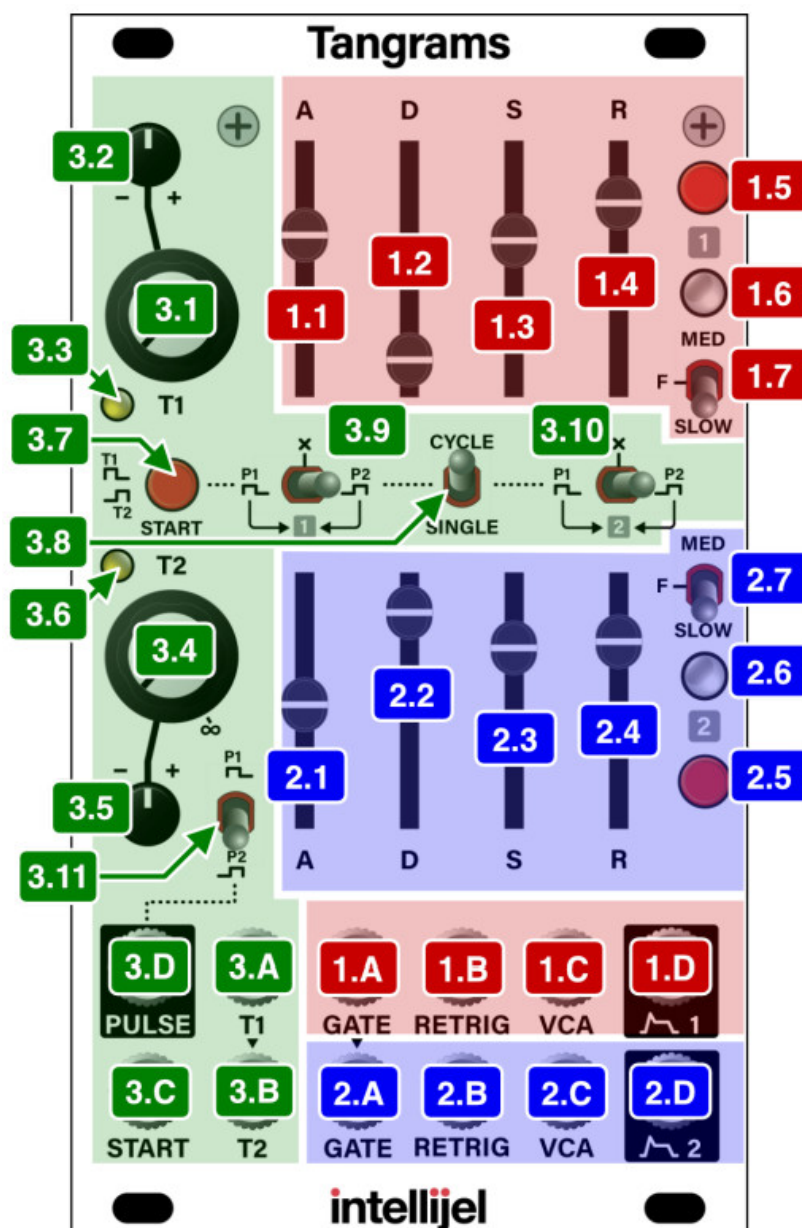 Tangrams
A D S R
3.2
− +
1.5
1
3.1
1.1
1.2
1.3
1.4
1.6
MED
3.3
T1
F
1.7
SLOW
3.7
3.9
CYCLE
3.10
T1
×
×
P1 P2
P1 P2
T2
START
1
SINGLE
2
3.8
MED
T2
3.6
F
2.7
SLOW
3.4
2.6
2.1
2.2
2.3
2.4
2
∞
− +
P1
2.5
3.5
P2
3.11
A D S R
3.D 3.A 1.A 1.B 1.C 1.D
PULSE T1 GATE RETRIG VCA 1
3.C 3.B 2.A 2.B 2.C 2.D
START T2 GATE RETRIG VCA 2
intellijel